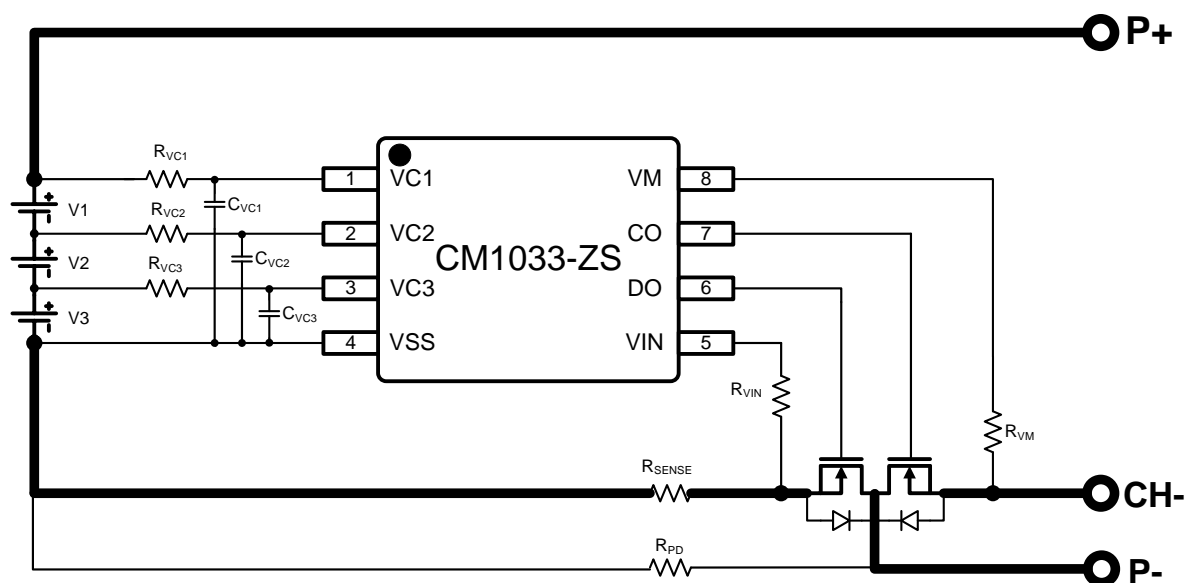 P+
RVC1
1
VC1
VM
8
V1
CVC1
RVC2
2
VC2
CO
7
CM1033-ZS
V2
CVC2
RVC3
3
VC3
DO
6
V3
CVC3
4
VSS
VIN
5
RVIN
RVM
RSENSE
CH-
RPD
P-